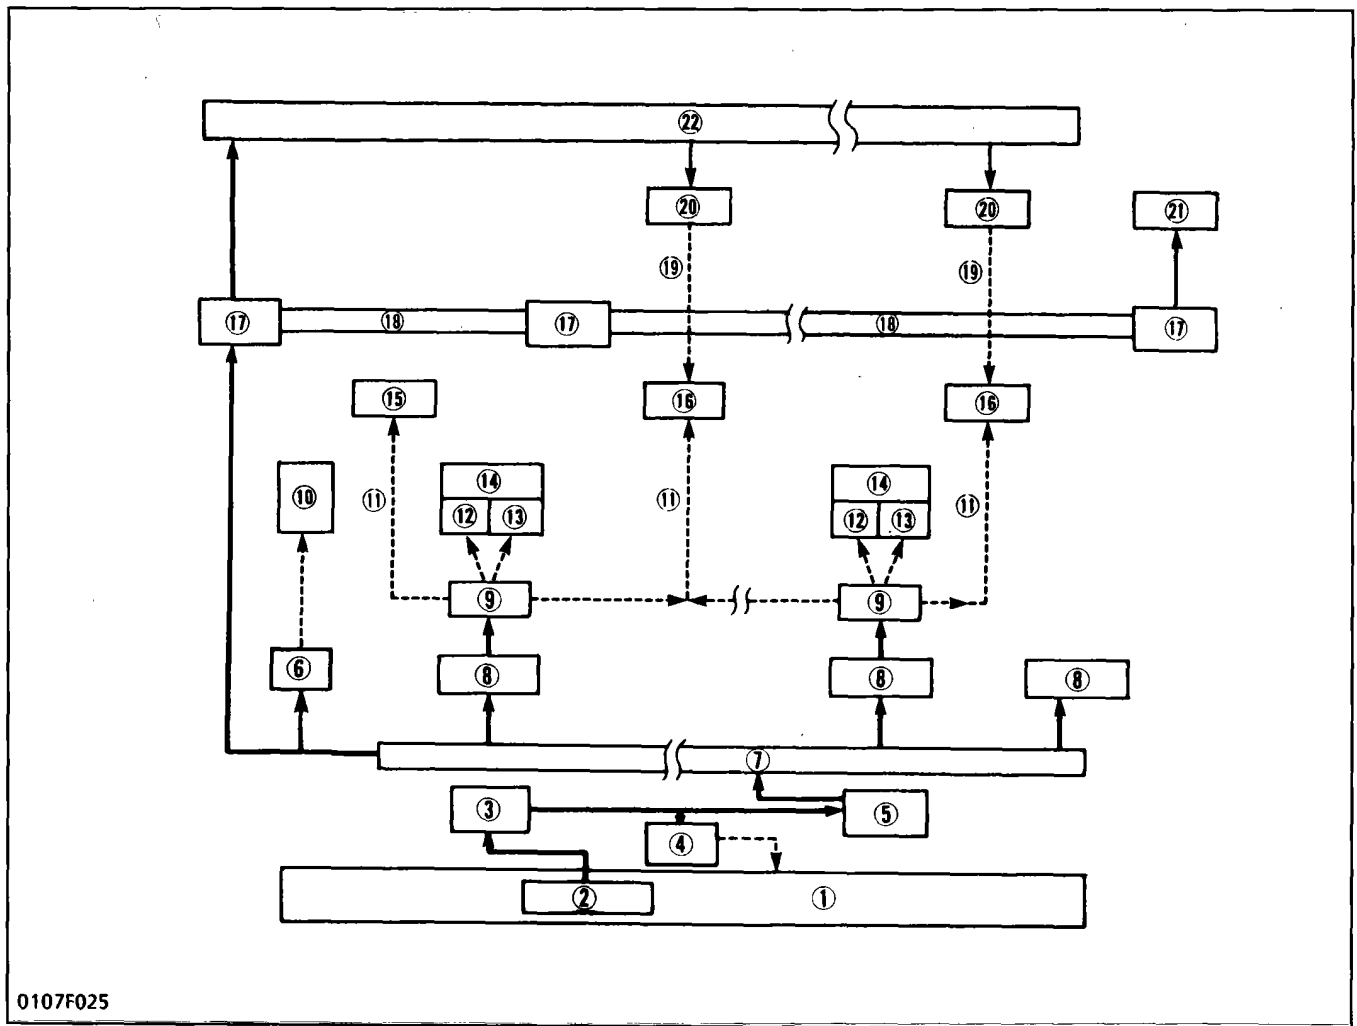 ㉒
⑳ ⑳ ㉑
⑲ ⑲
⑰ ⑱ ⑰ ⑱ ⑰
⑮ ⑯ ⑯
⑭ ⑭
⑩ ⑪ ⑫ ⑬ ⑪ ⑫ ⑬ ⑪
⑨ ⑨
⑥ ⑧ ⑧ ⑧
⑦
③ ⑤
④
② ①
0107F025